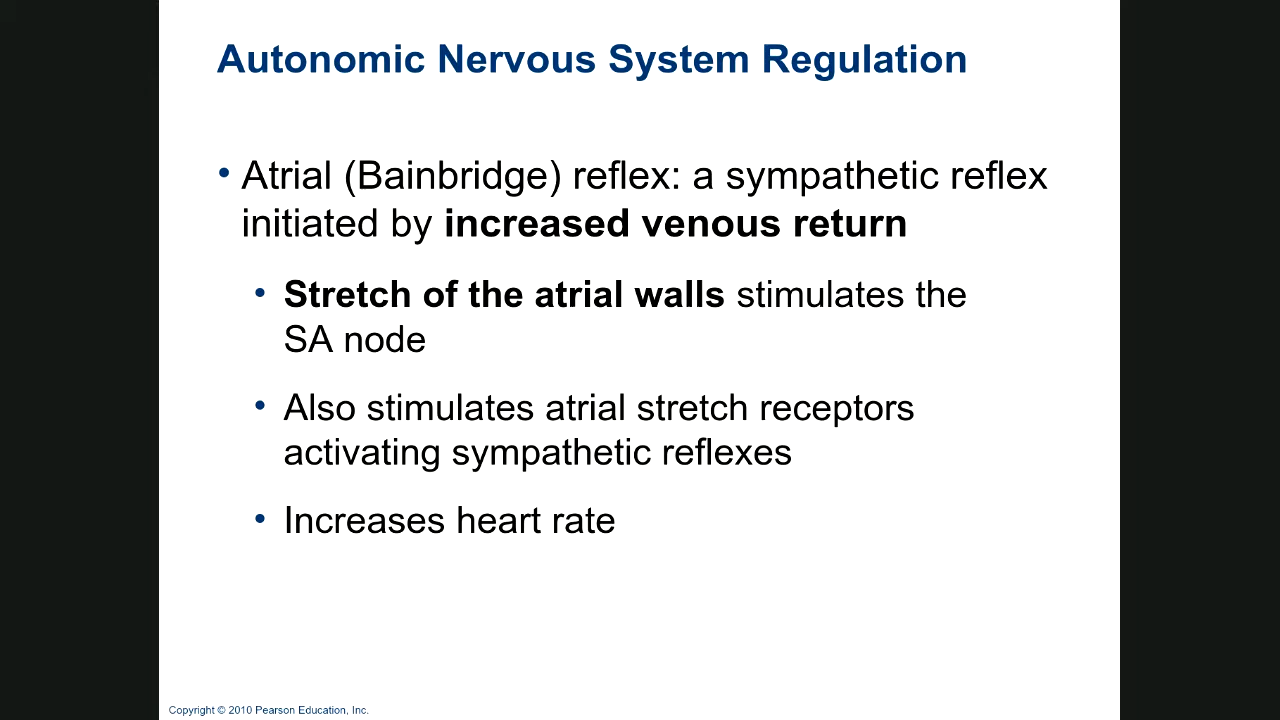 Autonomic Nervous System Regulation
• Atrial (Bainbridge) reflex: a sympathetic reflex
initiated by increased venous return
• Stretch of the atrial walls stimulates the
SA node
• Also stimulates atrial stretch receptors
activating sympathetic reflexes
• Increases heart rate
Copyright © 2010 Pearson Education, Inc.